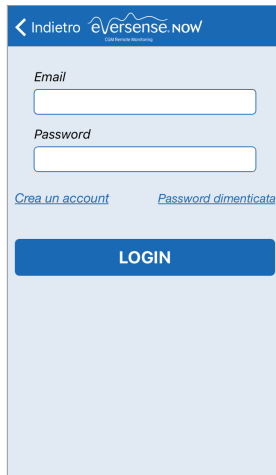 Indietro eversense. NOW
CGM Remote Monitoring
Email
Password
Crea un account Password dimenticata
LOGIN